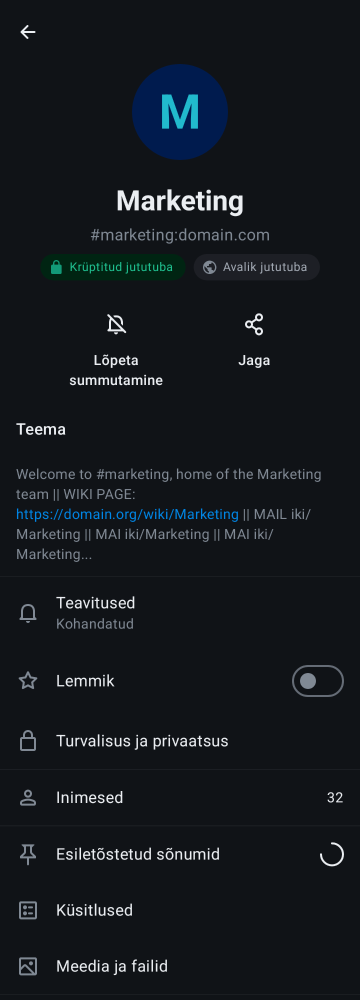 M
Marketing
#marketing:domain.com
Krüptitud jututuba
Avalik jututuba
Lõpeta
summutamine
Jaga
Teema
Welcome to #marketing, home of the Marketing
team || WIKI PAGE:
https://domain.org/wiki/Marketing || MAIL iki/
Marketing || MAI iki/Marketing || MAI iki/
Marketing...
Teavitused
Kohandatud
Lemmik
Turvalisus ja privaatsus
Inimesed
32
Esiletõstetud sõnumid
Küsitlused
Meedia ja failid